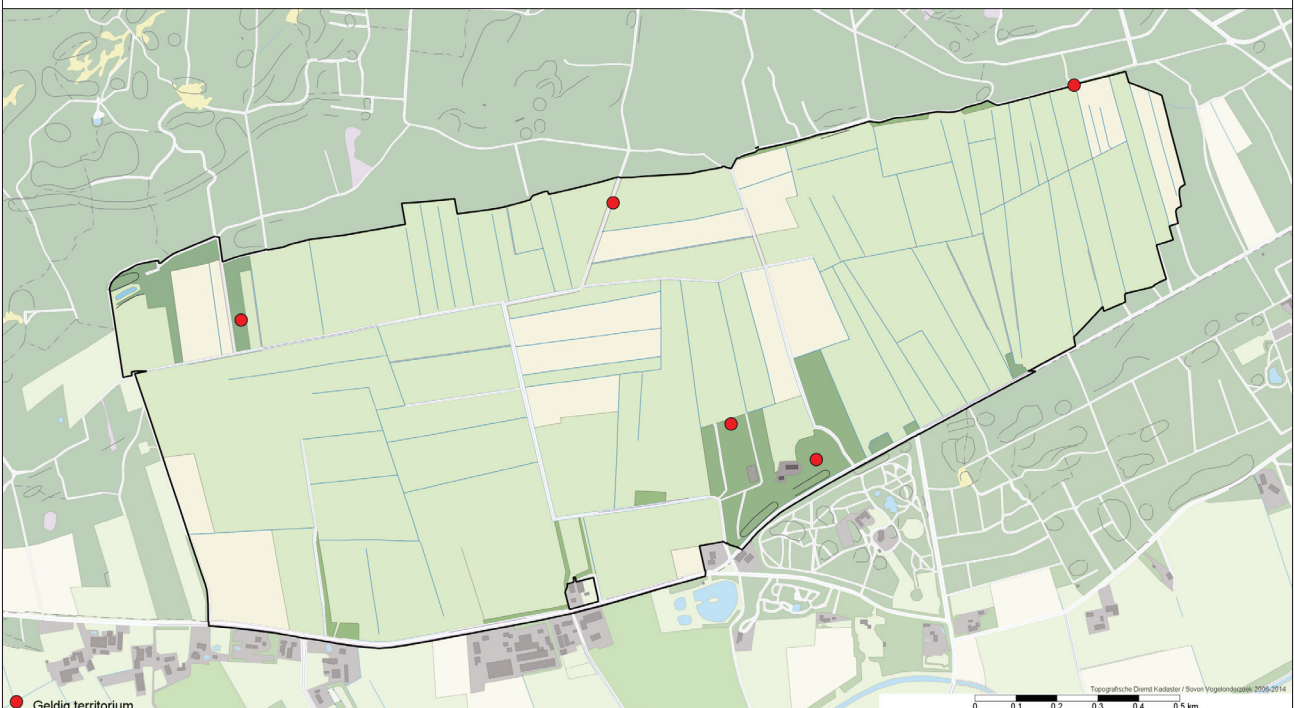 Topografische Dienst Kadaster / Sovon Vogelonderzoek 2006-2014
Geldig territorium
0 0.1 0.2 0.3 0.4 0.5 km